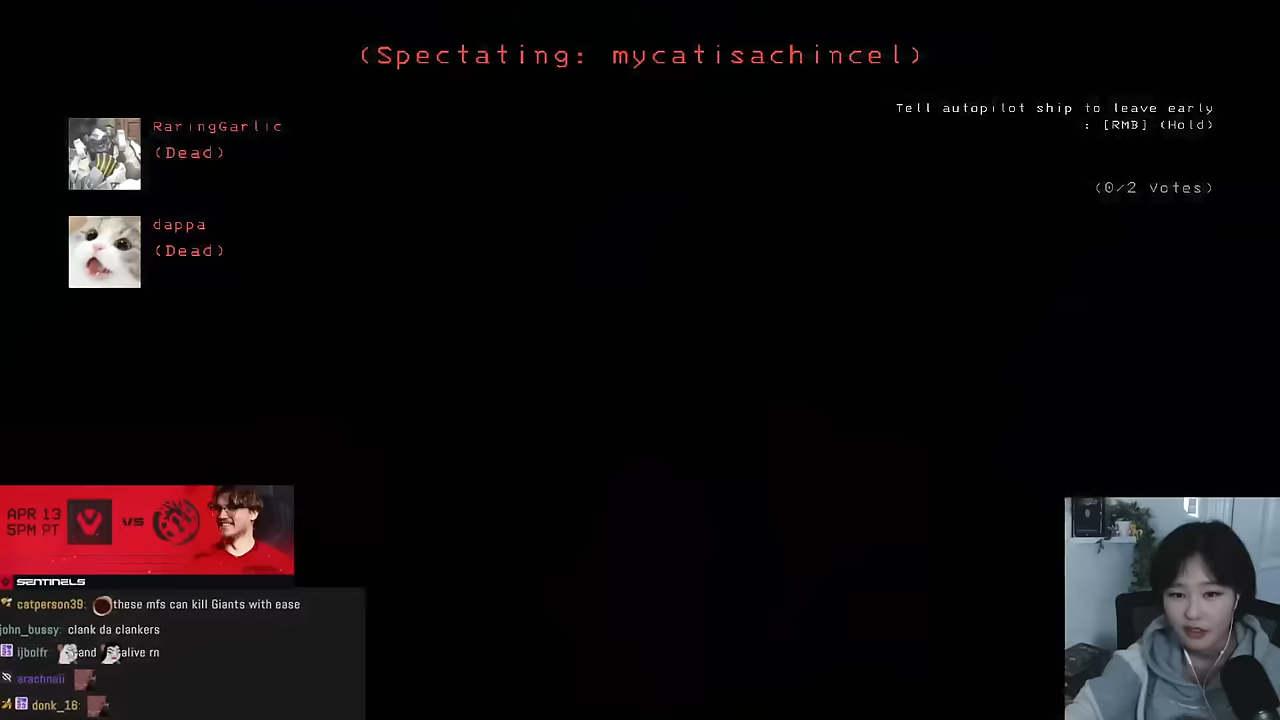 (Spectating: mycatisachincel)
Tell autopilot ship to leave early
: [RMB] (Hold)
(0/2 Votes)
RaringGarlic
(Dead)
dappa
(Dead)
APR 13
5PM PT
VS
SENTINELS
catperson39: these mfs can kill Giants with ease
john_bussy: clank da clankers
ijbolfr and alive rn
arachnaii
donk_16: